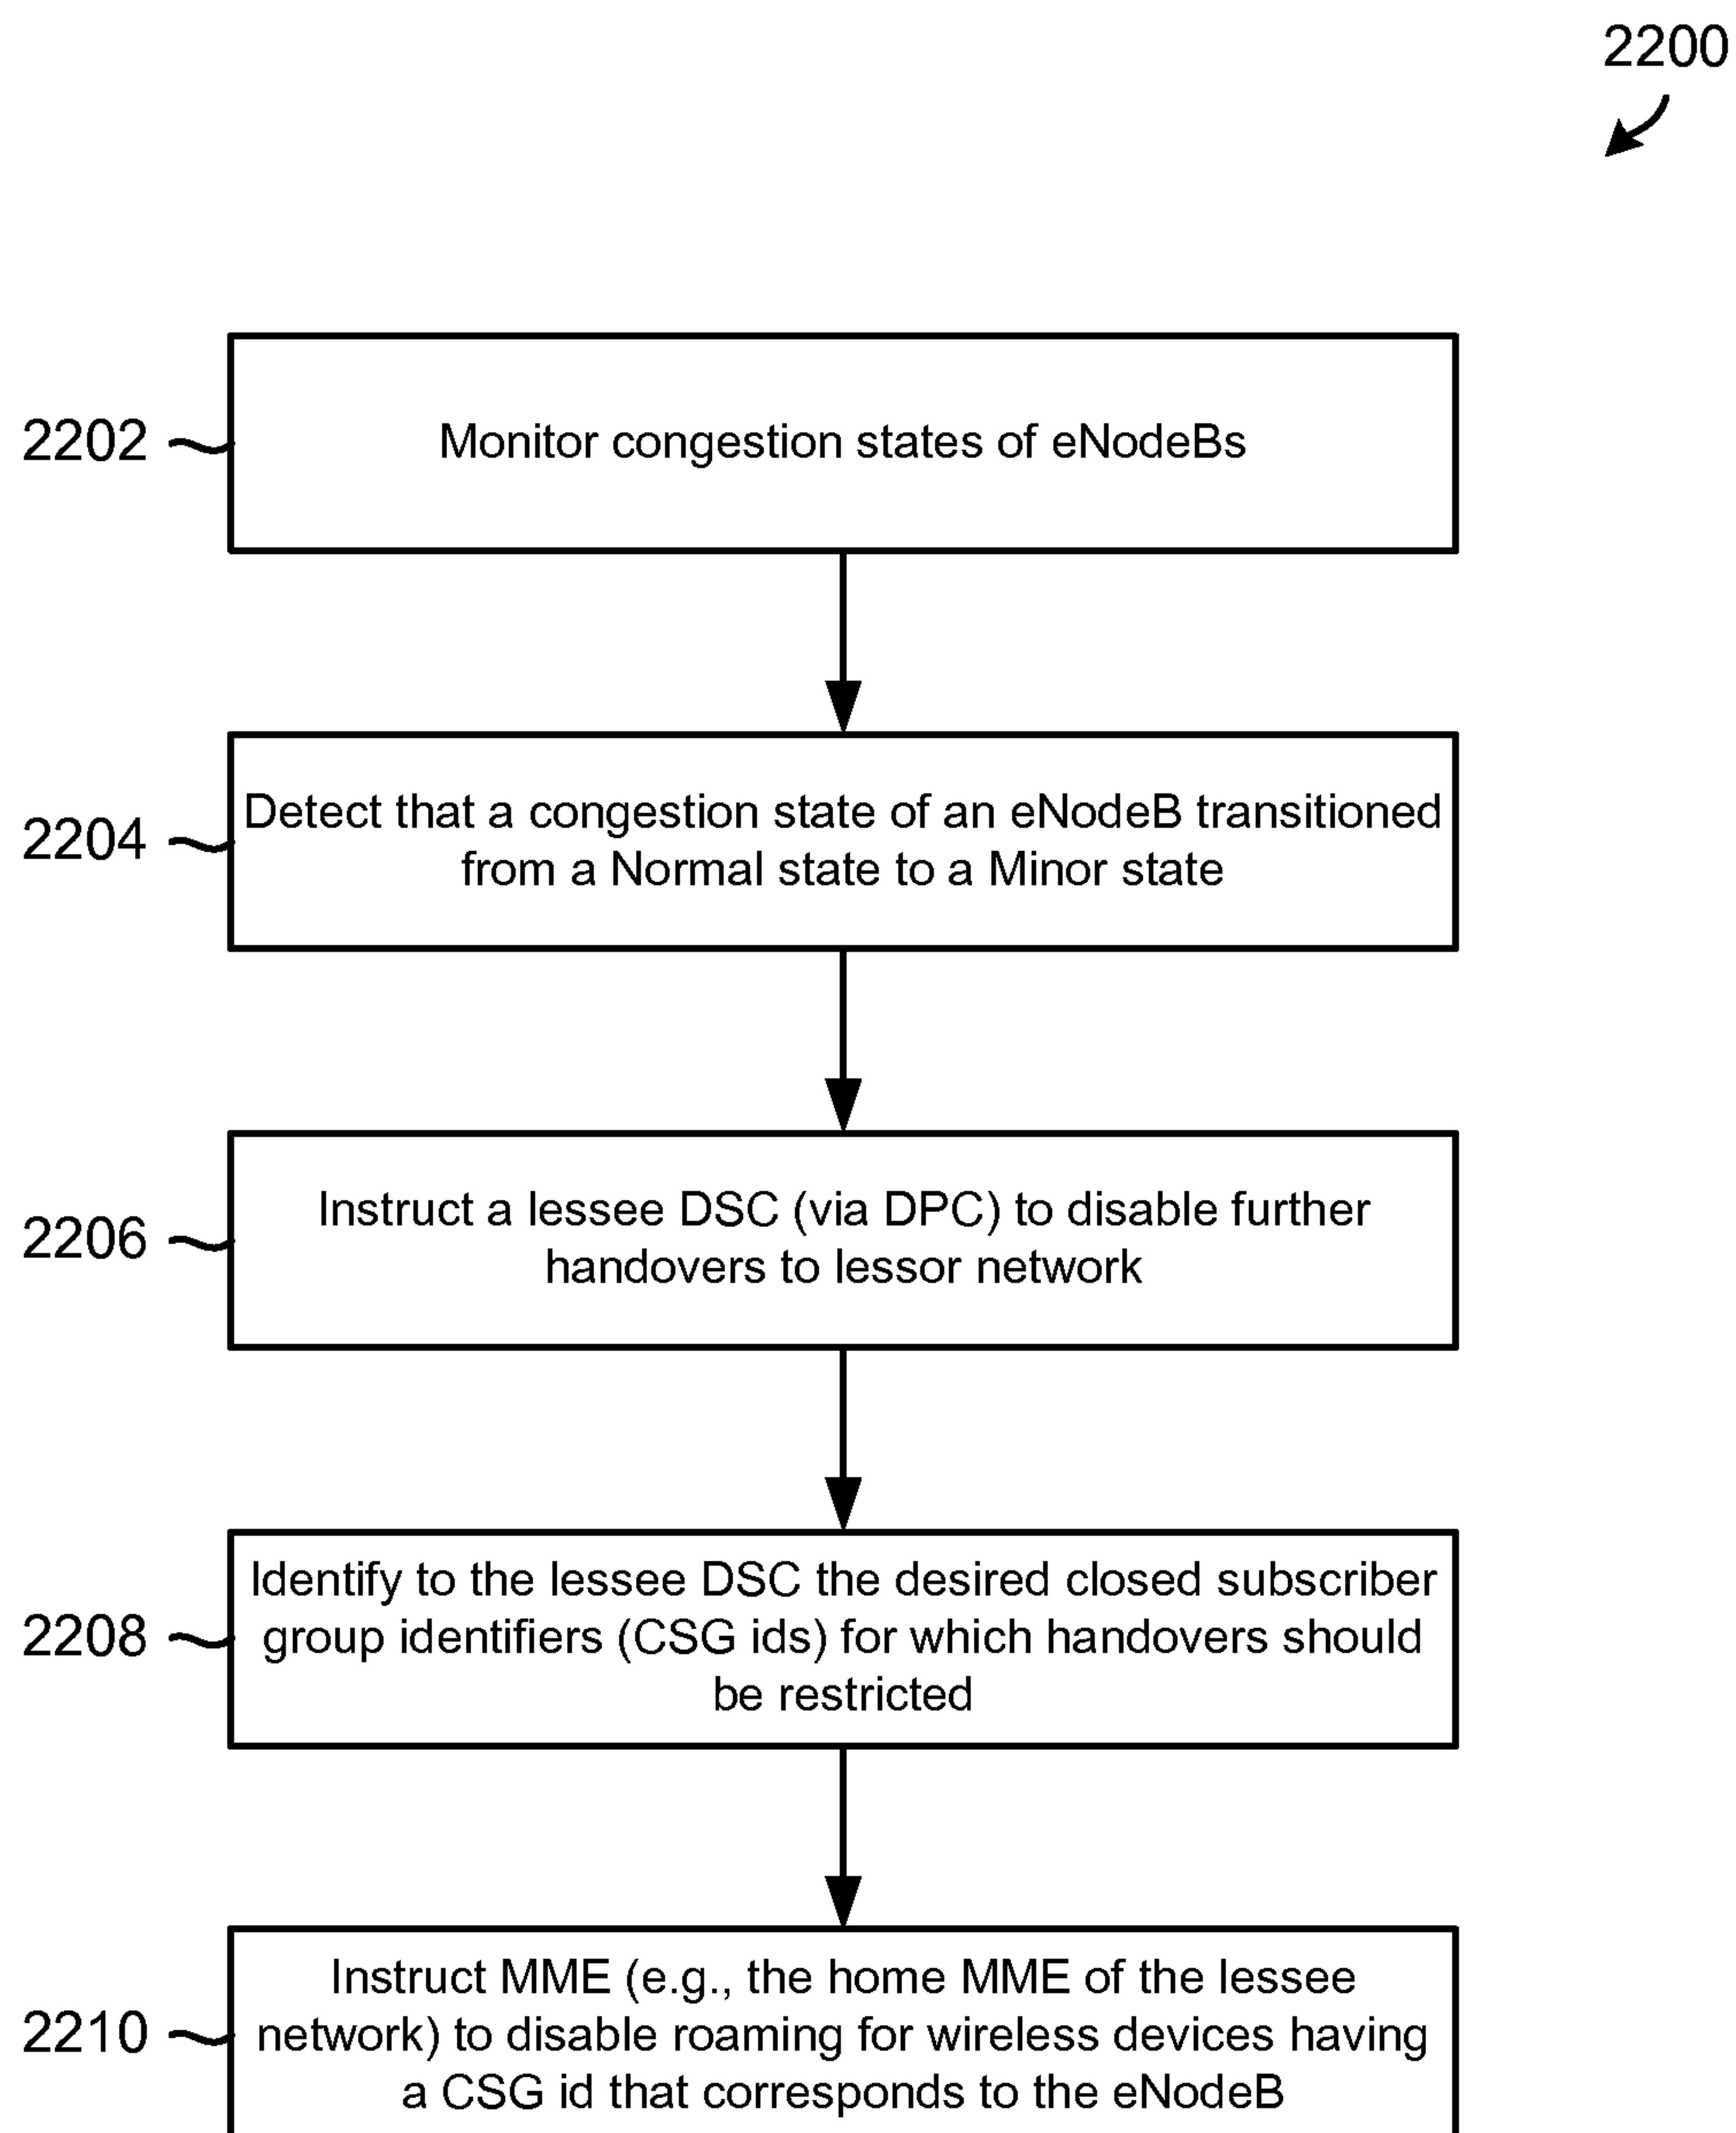 2200
2202
Monitor congestion states of eNodeBs
2204
Detect that a congestion state of an eNodeB transitioned
from a Normal state to a Minor state
2206
Instruct a lessee DSC (via DPC) to disable further
handovers to lessor network
2208
Identify to the lessee DSC the desired closed subscriber
group identifiers (CSG ids) for which handovers should
be restricted
2210
Instruct MME (e.g., the home MME of the lessee
network) to disable roaming for wireless devices having
a CSG id that corresponds to the eNodeB